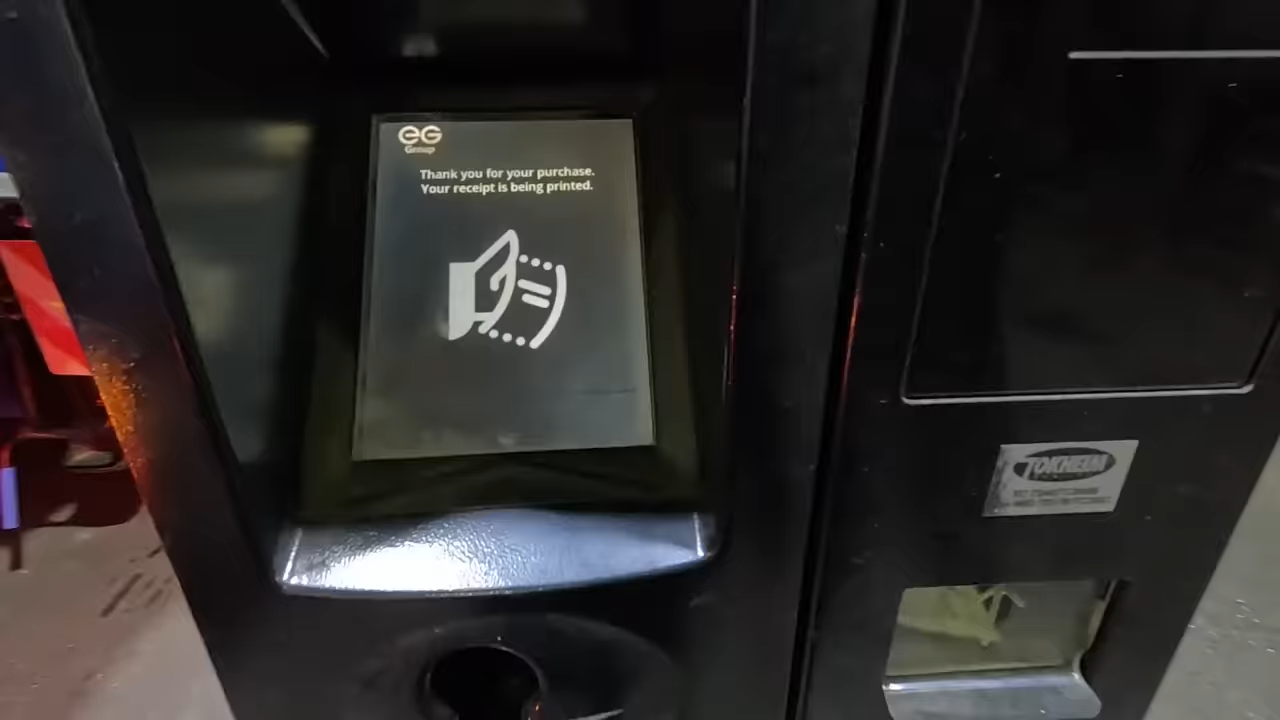 eG
Group
Thank you for your purchase.
Your receipt is being printed.
TOKHEIM